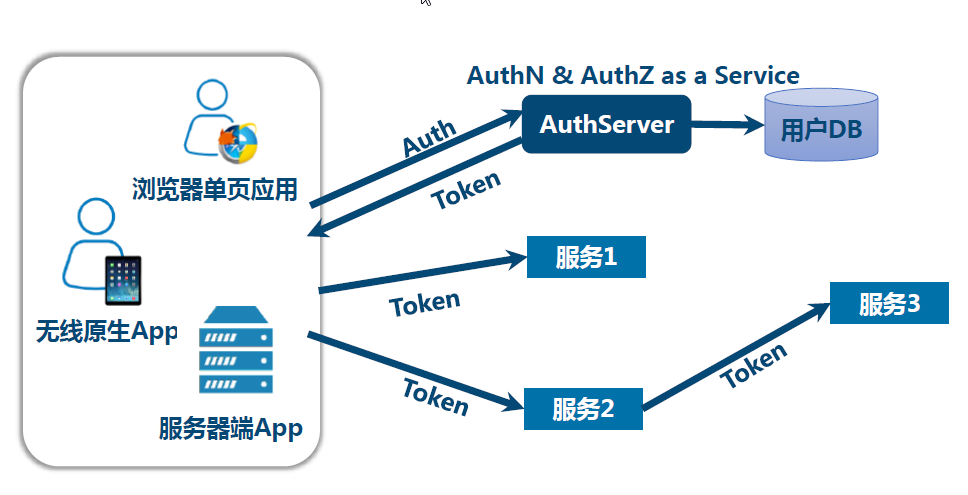 AuthN & AuthZ as a Service
AuthServer
用户DB
Auth
Token
浏览器单页应用
服务1
Token
无线原生App
服务3
Token
Token
服务2
服务器端App